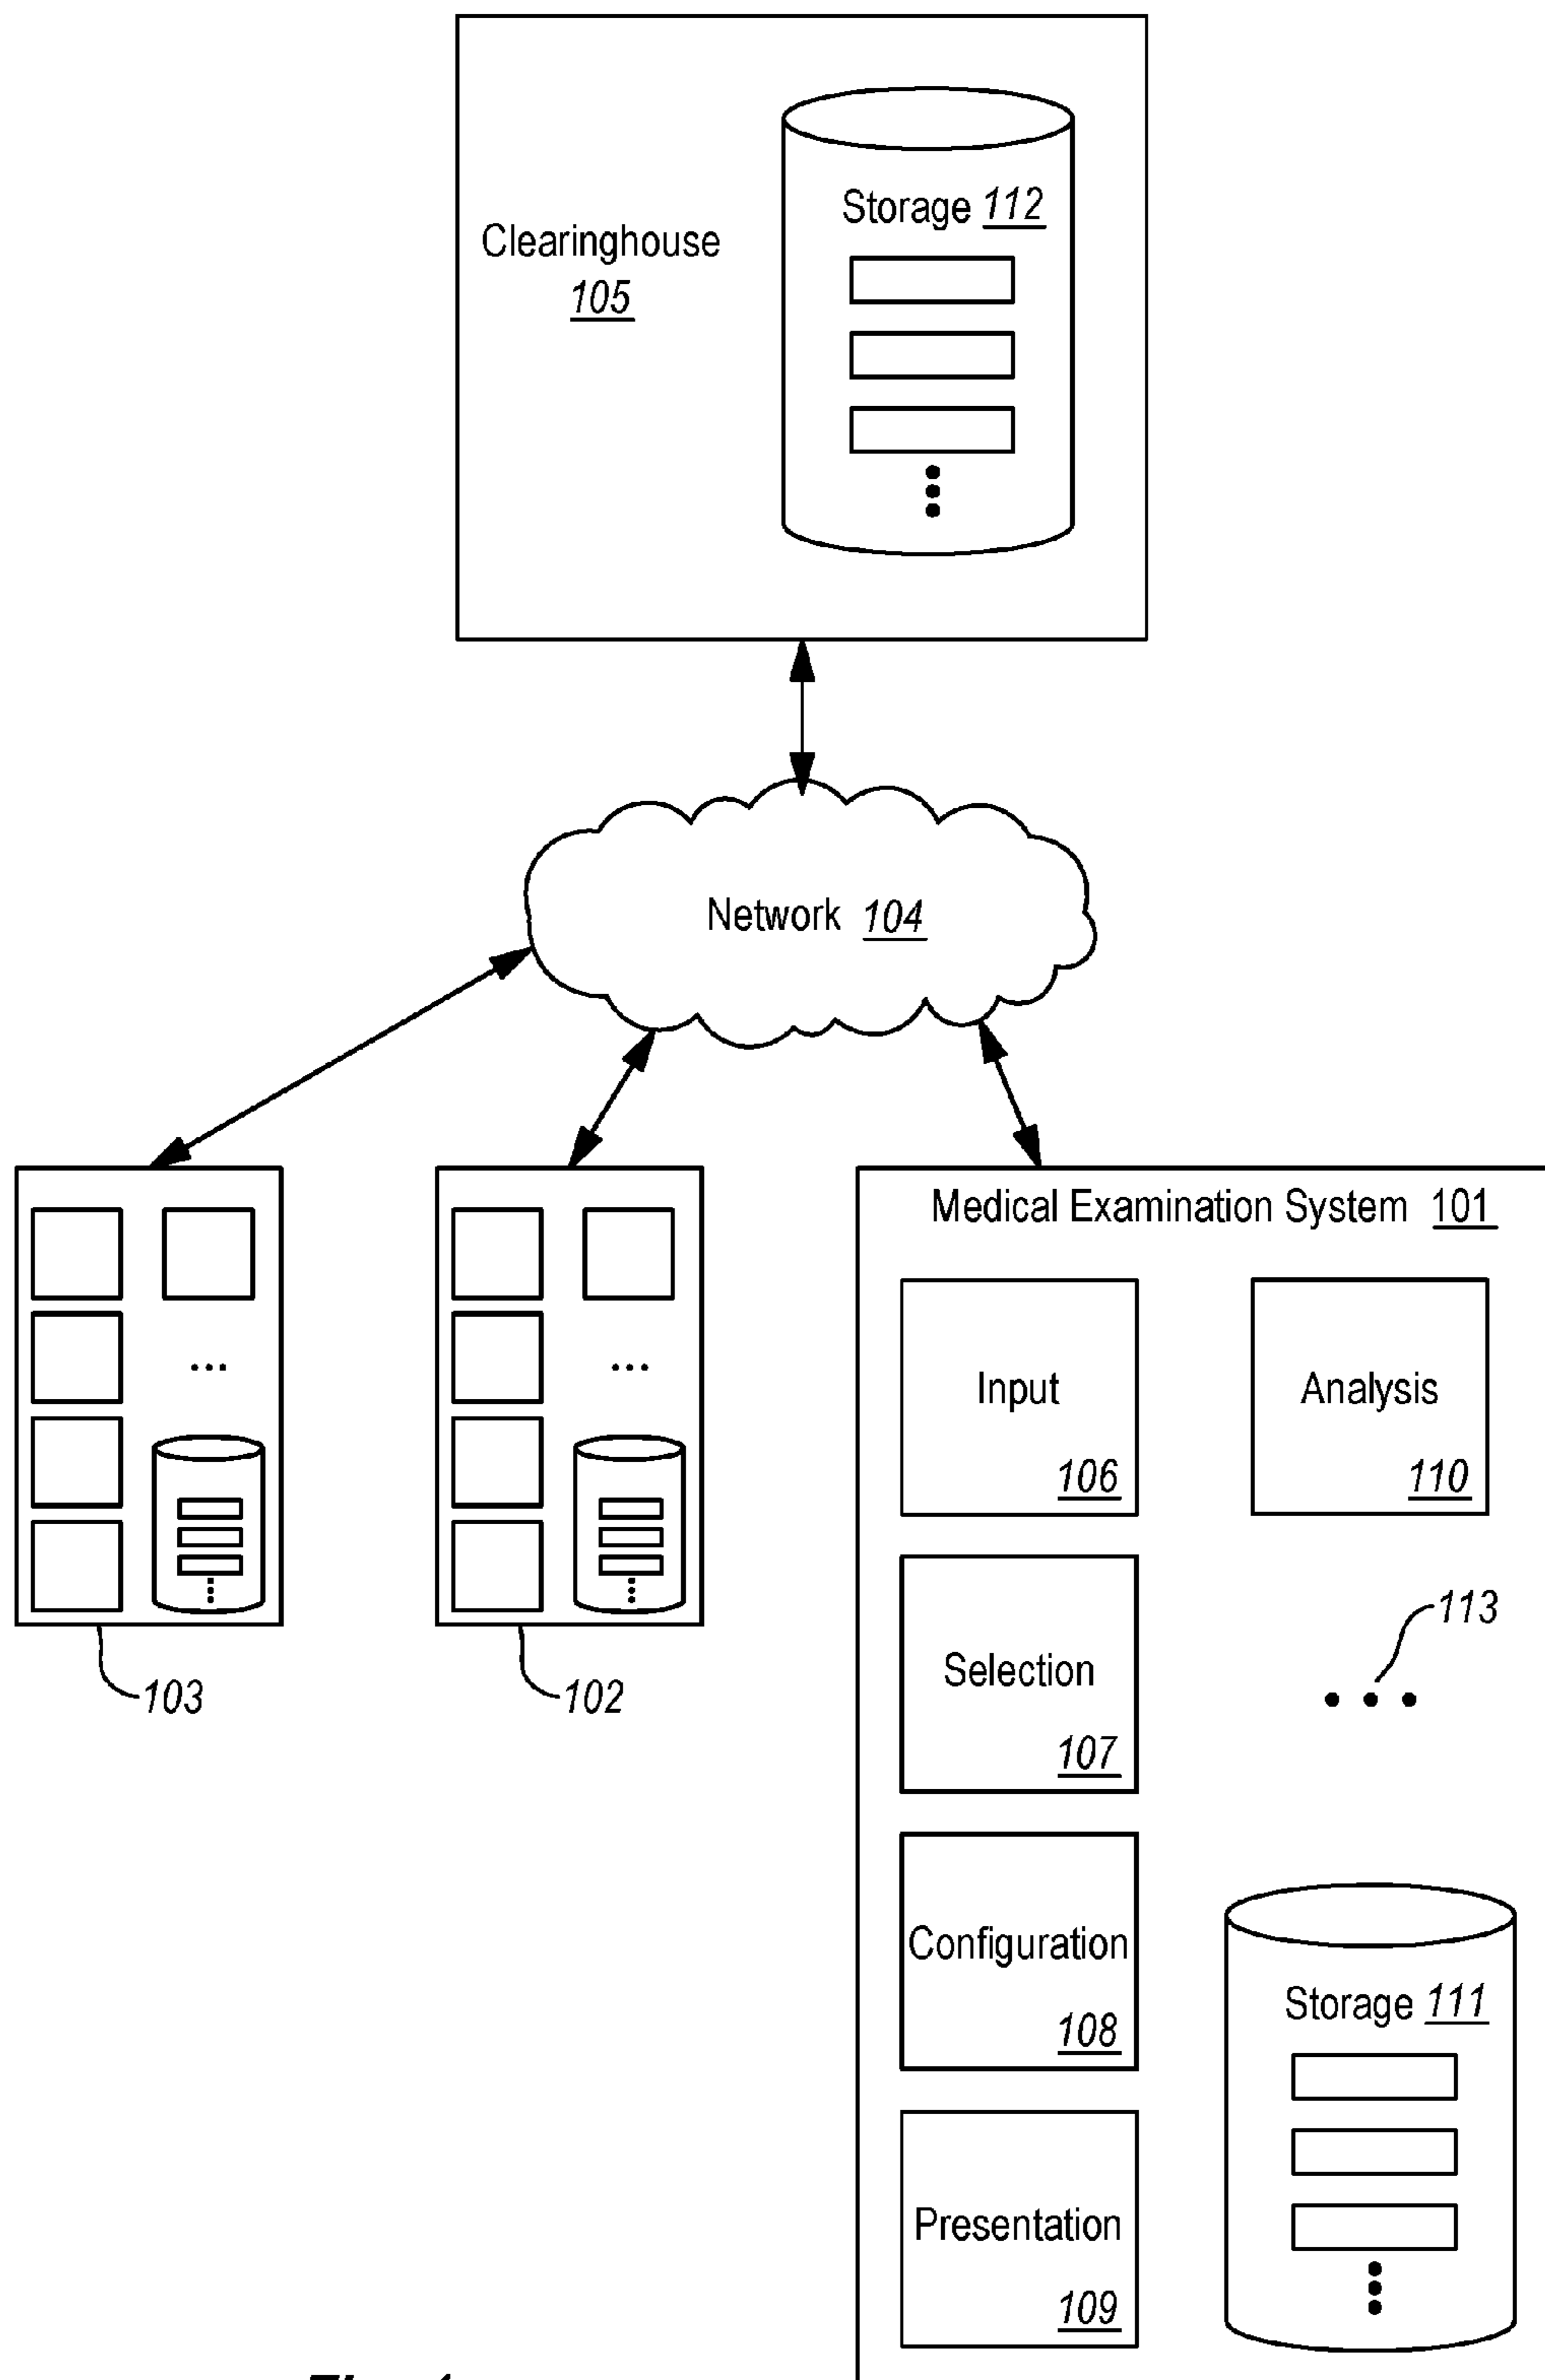 Clearinghouse
105
Storage 112
Network 104
Medical Examination System 101
Input
106
Analysis
110
Selection
107
113
Configuration
108
Storage 111
Presentation
109
103
102